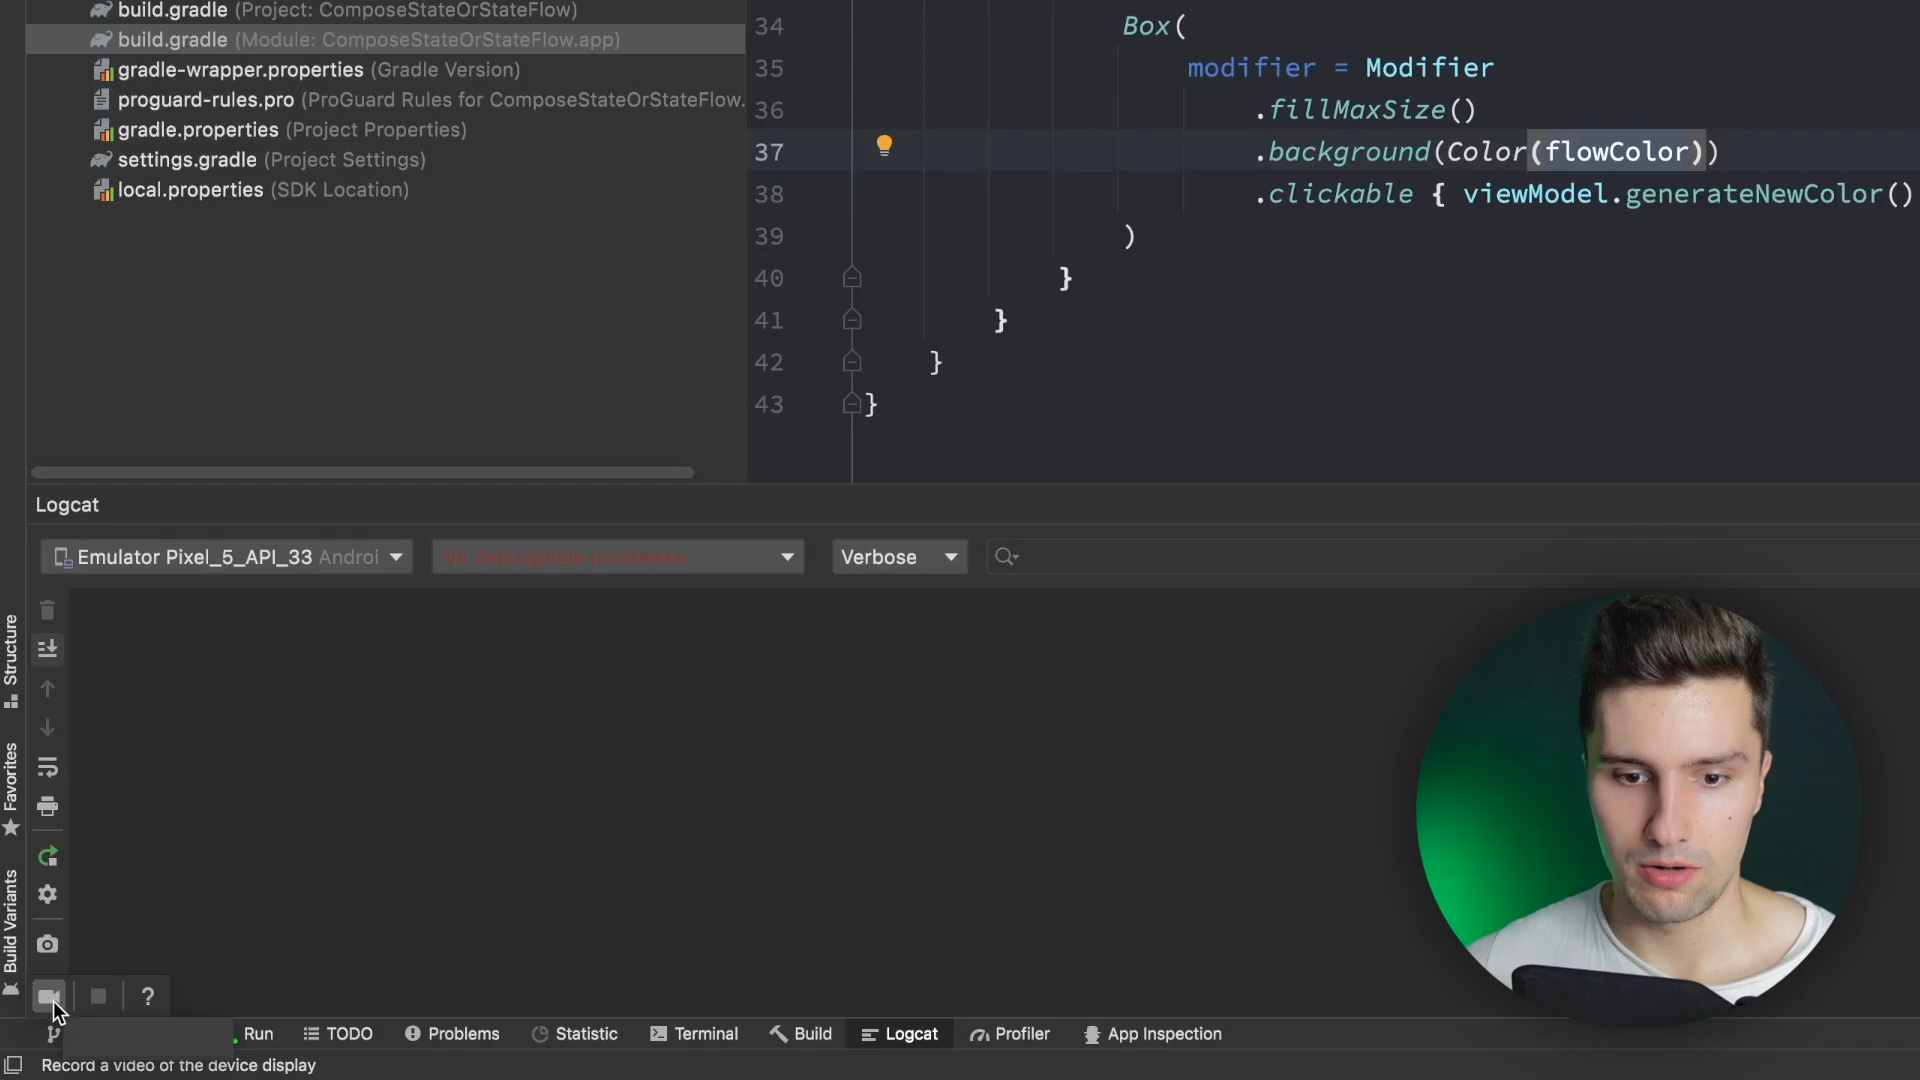 build.gradle (Project: ComposeStateOrStateFlow)
build.gradle (Module: ComposeStateOrStateFlow.app)
gradle-wrapper.properties (Gradle Version)
proguard-rules.pro (ProGuard Rules for ComposeStateOrStateFlow.
gradle.properties (Project Properties)
settings.gradle (Project Settings)
local.properties (SDK Location)
34 Box(
35 modifier = Modifier
36 .fillMaxSize()
37 .background(Color(flowColor))
38 .clickable { viewModel.generateNewColor()
39 )
40 }
41 }
42 }
43 }
Logcat
Emulator Pixel_5_API_33 Androi
No debuggable processes
Verbose
Structure
Favorites
Build Variants
?
Run
TODO
Problems
Statistic
Terminal
Build
Logcat
Profiler
App Inspection
Record a video of the device display